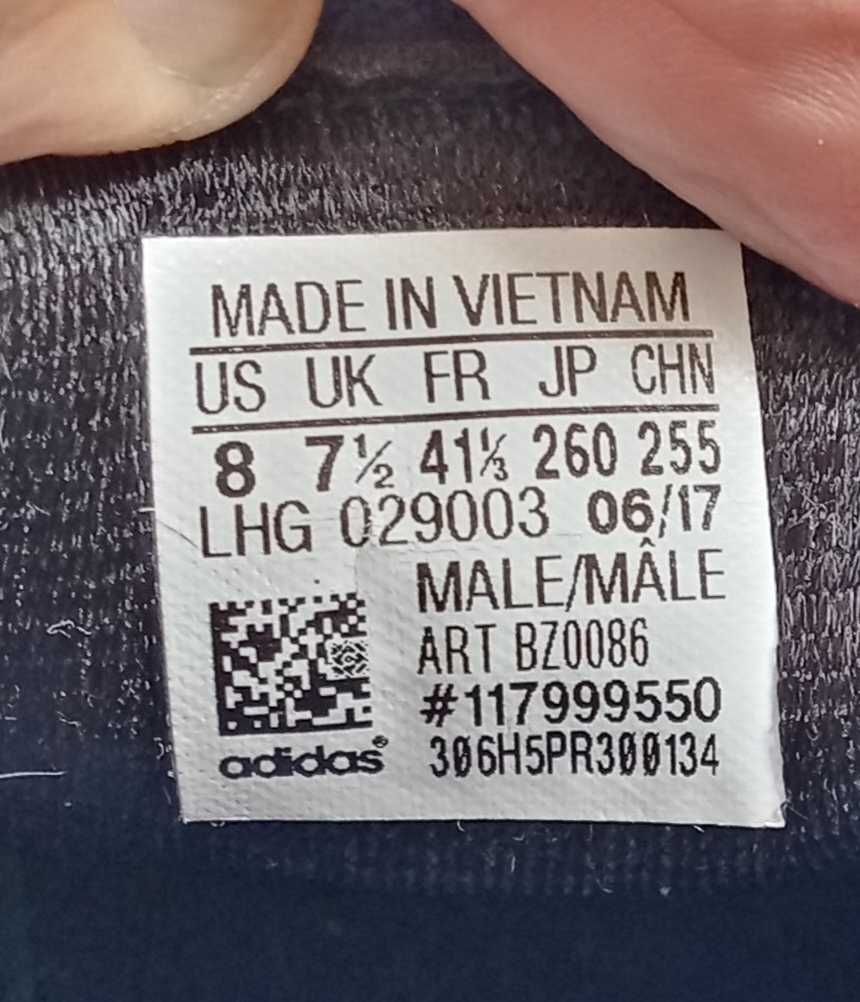 MADE IN VIETNAM
US UK FR JP CHN
8 7½ 41⅓ 260 255
LHG 029003 06/17
MALE/MÂLE
ART BZ0086
#117999550
adidas® 306H5PR300134